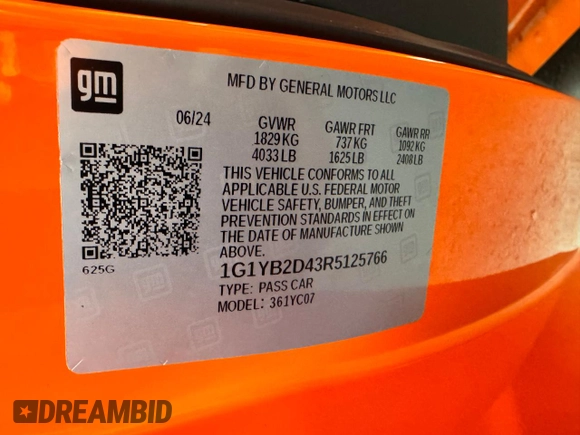 gm
MFD BY GENERAL MOTORS LLC
06/24 GVWR GAWR FRT GAWR RR
1829 KG 737 KG 1092 KG
4033 LB 1625 LB 2408 LB
THIS VEHICLE CONFORMS TO ALL
APPLICABLE U.S. FEDERAL MOTOR
VEHICLE SAFETY, BUMPER, AND THEFT
PREVENTION STANDARDS IN EFFECT ON
THE DATE OF MANUFACTURE SHOWN
ABOVE.
625G
1G1YB2D43R5125766
TYPE: PASS CAR
MODEL: 361YC07
DREAMBID